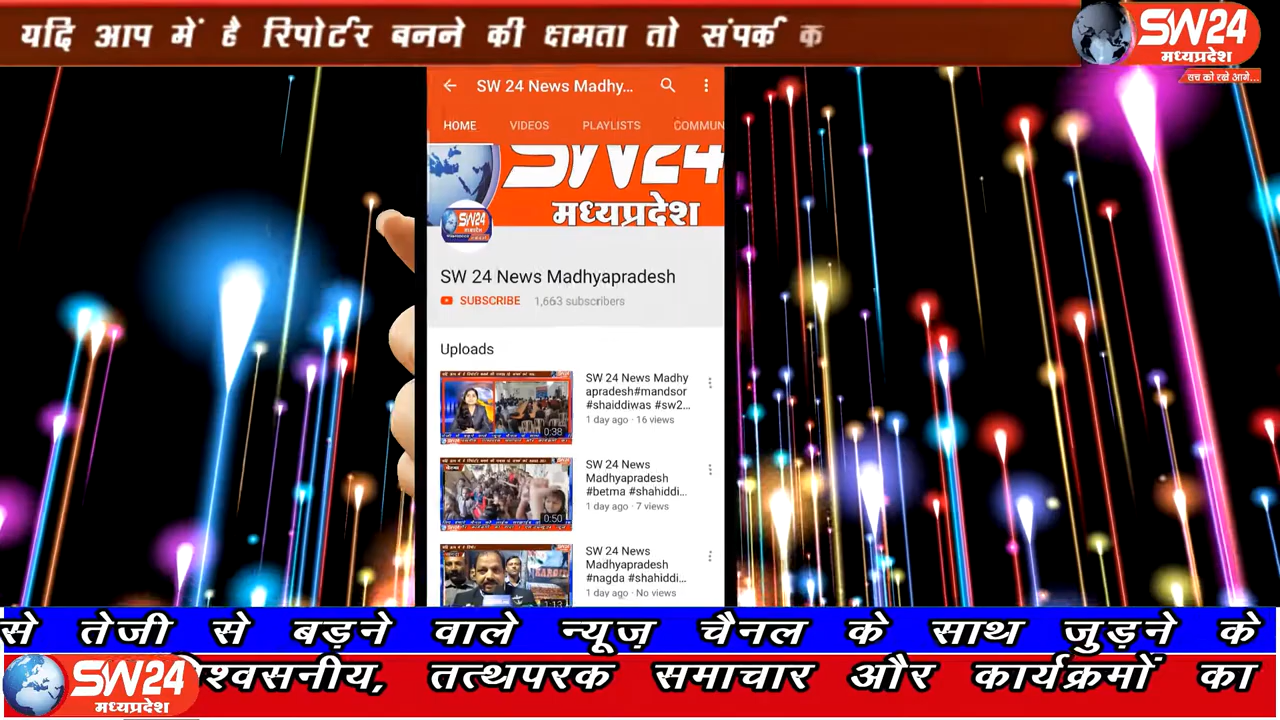 यदि आप में है रिपोर्टर बनने की क्षमता तो संपर्क क
SW24
मध्यप्रदेश
सच को रखे आगे...
SW 24 News Madhy...
HOME VIDEOS PLAYLISTS COMMUN
SW24
मध्यप्रदेश
SW24
SW 24 News Madhyapradesh
SUBSCRIBE 1,663 subscribers
Uploads
SW 24 News Madhy
apradesh#mandsor
#shaiddiwas #sw2...
1 day ago · 16 views
0:38
SW 24 News
Madhyapradesh
#betma #shahiddi...
1 day ago · 7 views
0:50
SW 24 News
Madhyapradesh
#nagda #shahiddi...
1 day ago · No views
1:13
से तेजी से बड़ने वाले न्यूज़ चैनल के साथ जुड़ने के
श्वसनीय, तत्थपरक समाचार और कार्यक्रमों का
SW24
मध्यप्रदेश